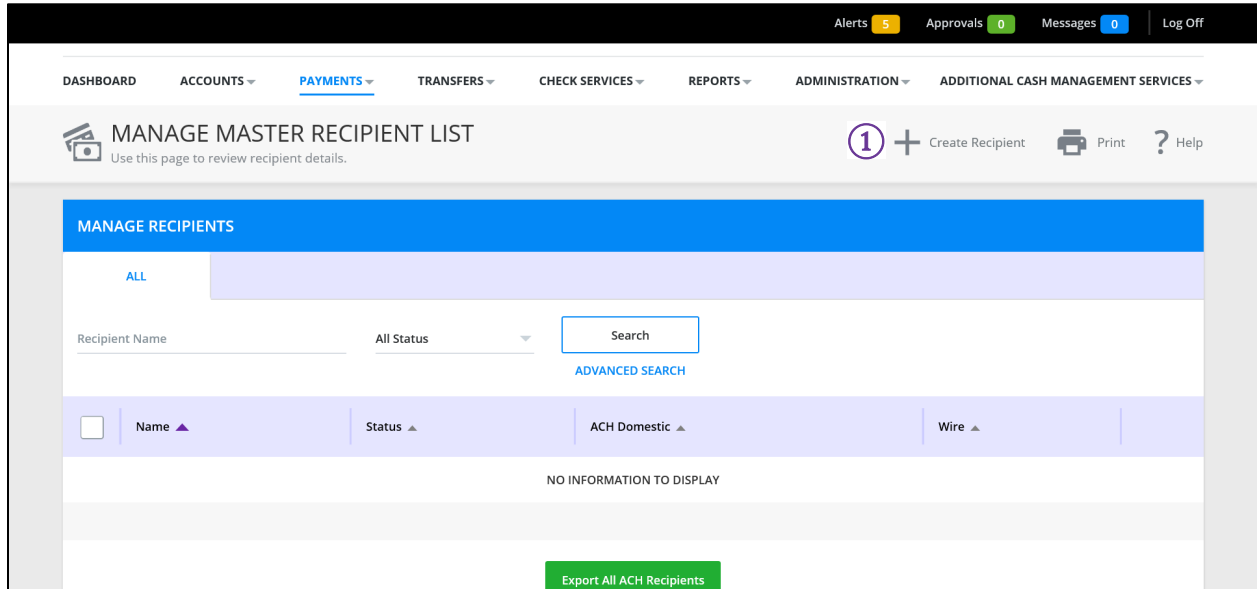 Alerts 5 Approvals 0 Messages 0 Log Off
DASHBOARD ACCOUNTS PAYMENTS TRANSFERS CHECK SERVICES REPORTS ADMINISTRATION ADDITIONAL CASH MANAGEMENT SERVICES
MANAGE MASTER RECIPIENT LIST
Use this page to review recipient details.
1 Create Recipient Print ? Help
MANAGE RECIPIENTS
ALL
Recipient Name All Status Search
ADVANCED SEARCH
Name Status ACH Domestic Wire
NO INFORMATION TO DISPLAY
Export All ACH Recipients